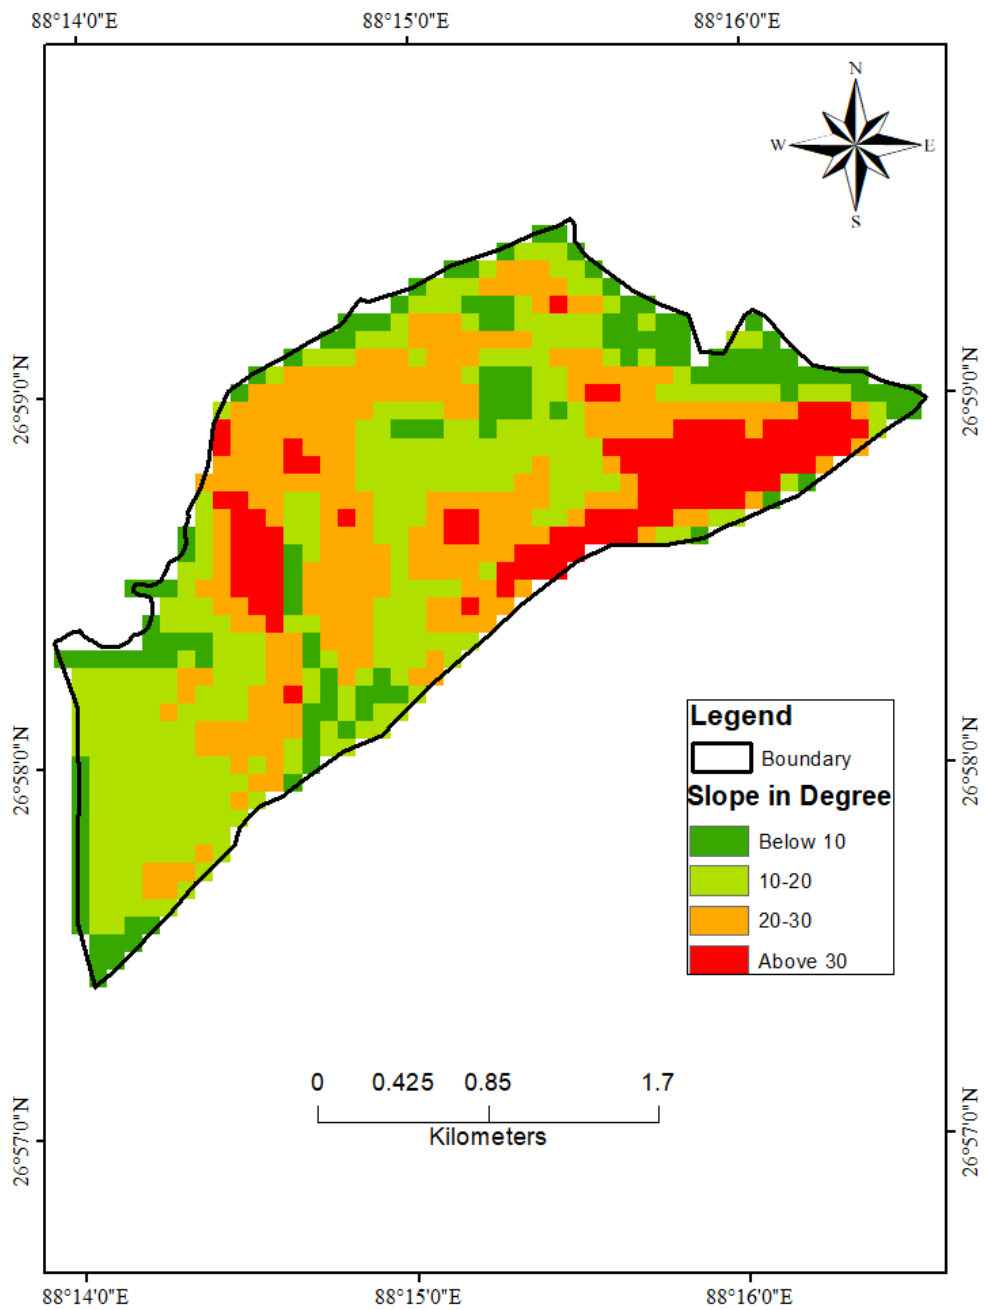 88°14'0"E 88°15'0"E 88°16'0"E
N
W E
S
26°59'0"N 26°59'0"N
Legend
Boundary
Slope in Degree
Below 10
10-20
20-30
Above 30
26°58'0"N 26°58'0"N
0 0.425 0.85 1.7
Kilometers
26°57'0"N 26°57'0"N
88°14'0"E 88°15'0"E 88°16'0"E